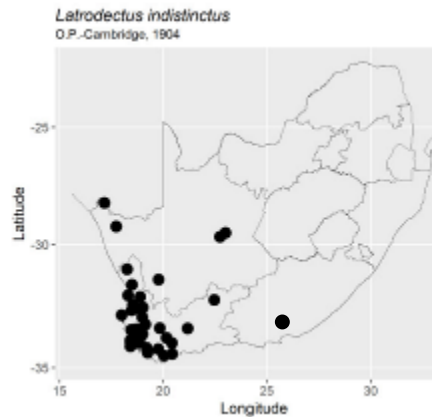 Latrodectus indistinctus
O.P.-Cambridge, 1904
-25
-30
-35
Latitude
15
20
25
30
Longitude